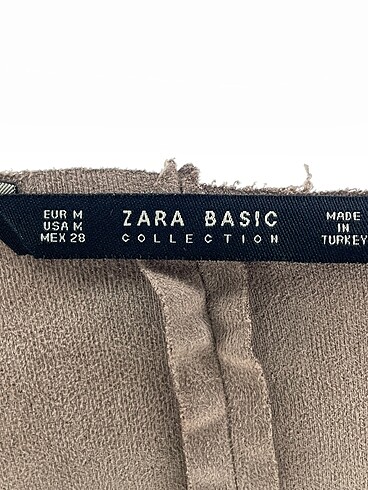 EUR M
USA M
MEX 28
ZARA BASIC
COLLECTION
MADE
IN
TURKEY